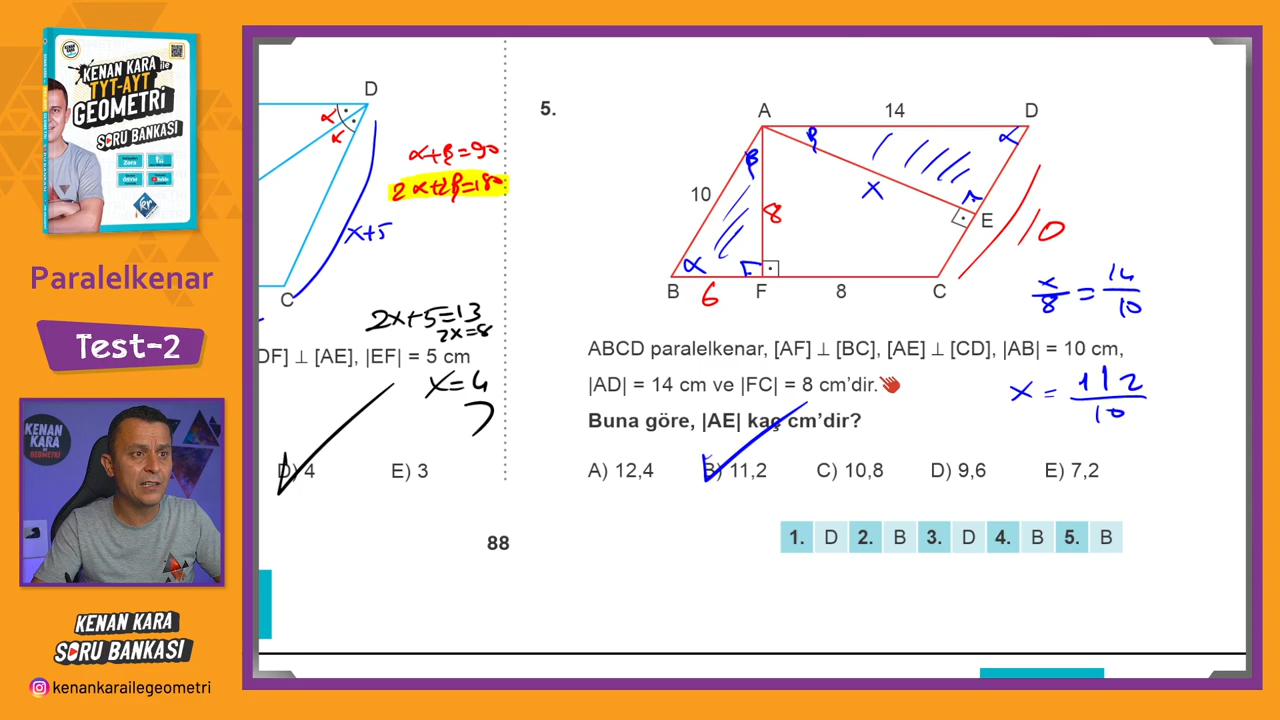 KENAN KARA ile
TYT-AYT
GEOMETRİ
SORU BANKASI
Paralelkenar
Test-2
KENAN KARA
ile
GEOMETRİ
KENAN KARA
SORU BANKASI
kenankarailegeometri
D
α
α+β=90
2α+2β=180
x+5
C
2x+5=13
2x=8
DF] ⊥ [AE], |EF| = 5 cm
x=4
D) 4
E) 3
88
5.
A
14
D
β
α
β
10
8
x
E
10
α
B
6
F
8
C
x/8 = 14/10
ABCD paralelkenar, [AF] ⊥ [BC], [AE] ⊥ [CD], |AB| = 10 cm,
|AD| = 14 cm ve |FC| = 8 cm’dir.
x = 112/10
Buna göre, |AE| kaç cm’dir?
A) 12,4
B) 11,2
C) 10,8
D) 9,6
E) 7,2
1. D 2. B 3. D 4. B 5. B